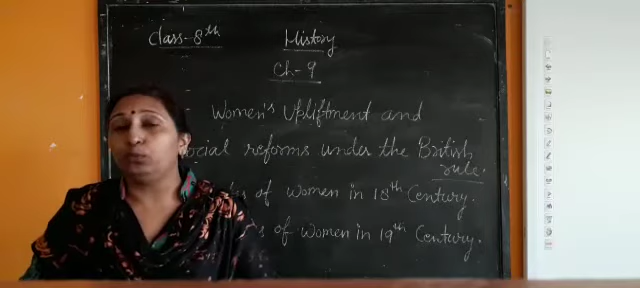 Class-8th
History
Ch-9
Women's Upliftment and
social reforms under the British
rule.
of women in 18th Century.
of women in 19th Century.